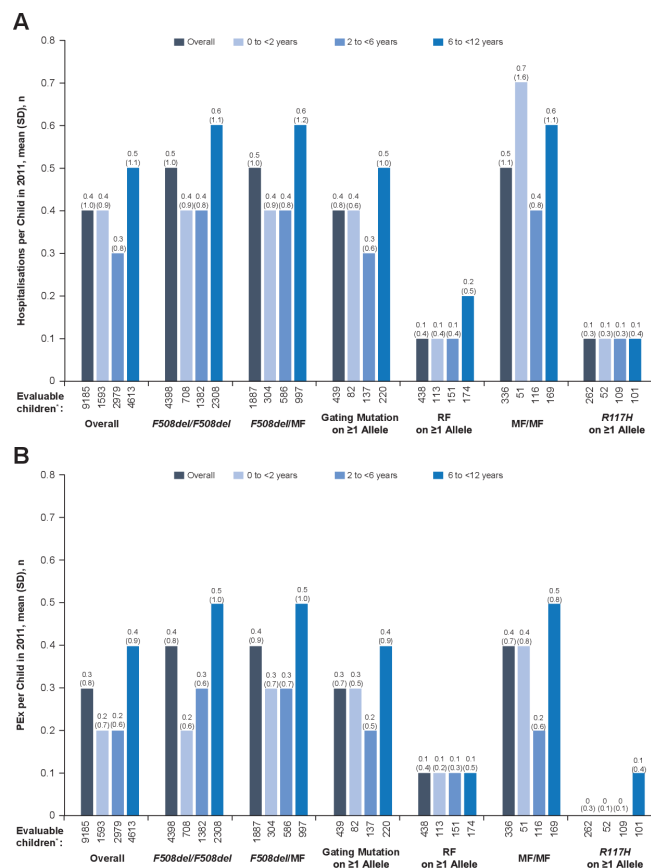 A
Overall 0 to <2 years 2 to <6 years 6 to <12 years
Hospitalisations per Child in 2011, mean (SD), n
0.8
0.7
0.6
0.5
0.4
0.3
0.2
0.1
0
0.4 (1.0) 0.4 (0.9) 0.3 (0.8) 0.5 (1.1)
0.5 (1.0) 0.4 (0.9) 0.4 (0.8) 0.6 (1.1)
0.5 (1.0) 0.4 (0.9) 0.4 (0.8) 0.6 (1.2)
0.4 (0.8) 0.4 (0.6) 0.3 (0.6) 0.5 (1.0)
0.1 (0.4) 0.1 (0.4) 0.1 (0.4) 0.2 (0.5)
0.5 (1.1) 0.7 (1.6) 0.4 (0.8) 0.6 (1.1)
0.1 (0.3) 0.1 (0.3) 0.1 (0.3) 0.1 (0.4)
Evaluable children*:
9185 1593 2979 4613
4398 708 1382 2308
1887 304 586 997
439 82 137 220
438 113 151 174
336 51 116 169
262 52 109 101
Overall
F508del/F508del
F508del/MF
Gating Mutation on ≥1 Allele
RF on ≥1 Allele
MF/MF
R117H on ≥1 Allele
B
Overall 0 to <2 years 2 to <6 years 6 to <12 years
PEx per Child in 2011, mean (SD), n
0.8
0.7
0.6
0.5
0.4
0.3
0.2
0.1
0
0.3 (0.8) 0.2 (0.7) 0.2 (0.6) 0.4 (0.9)
0.4 (0.8) 0.2 (0.6) 0.3 (0.6) 0.5 (1.0)
0.4 (0.9) 0.3 (0.7) 0.3 (0.7) 0.5 (1.0)
0.3 (0.7) 0.3 (0.5) 0.2 (0.5) 0.4 (0.9)
0.1 (0.4) 0.1 (0.2) 0.1 (0.3) 0.1 (0.5)
0.4 (0.7) 0.4 (0.8) 0.2 (0.6) 0.5 (0.8)
0 (0.3) 0 (0.1) 0 (0.1) 0.1 (0.4)
Evaluable children*:
9185 1593 2979 4613
4398 708 1382 2308
1887 304 586 997
439 82 137 220
438 113 151 174
336 51 116 169
262 52 109 101
Overall
F508del/F508del
F508del/MF
Gating Mutation on ≥1 Allele
RF on ≥1 Allele
MF/MF
R117H on ≥1 Allele